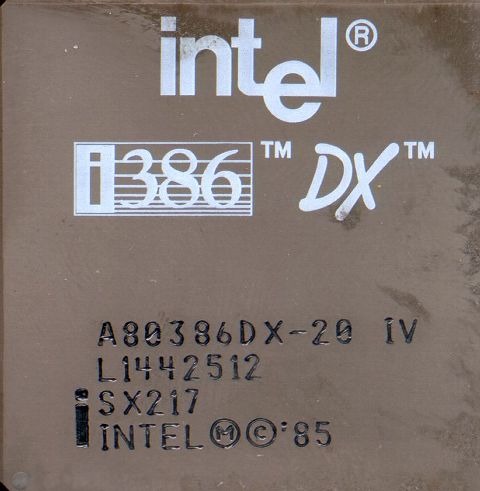 intel®
i386™ DX™
A80386DX-20 IV
L1442512
SX217
i INTEL Ⓜ © '85